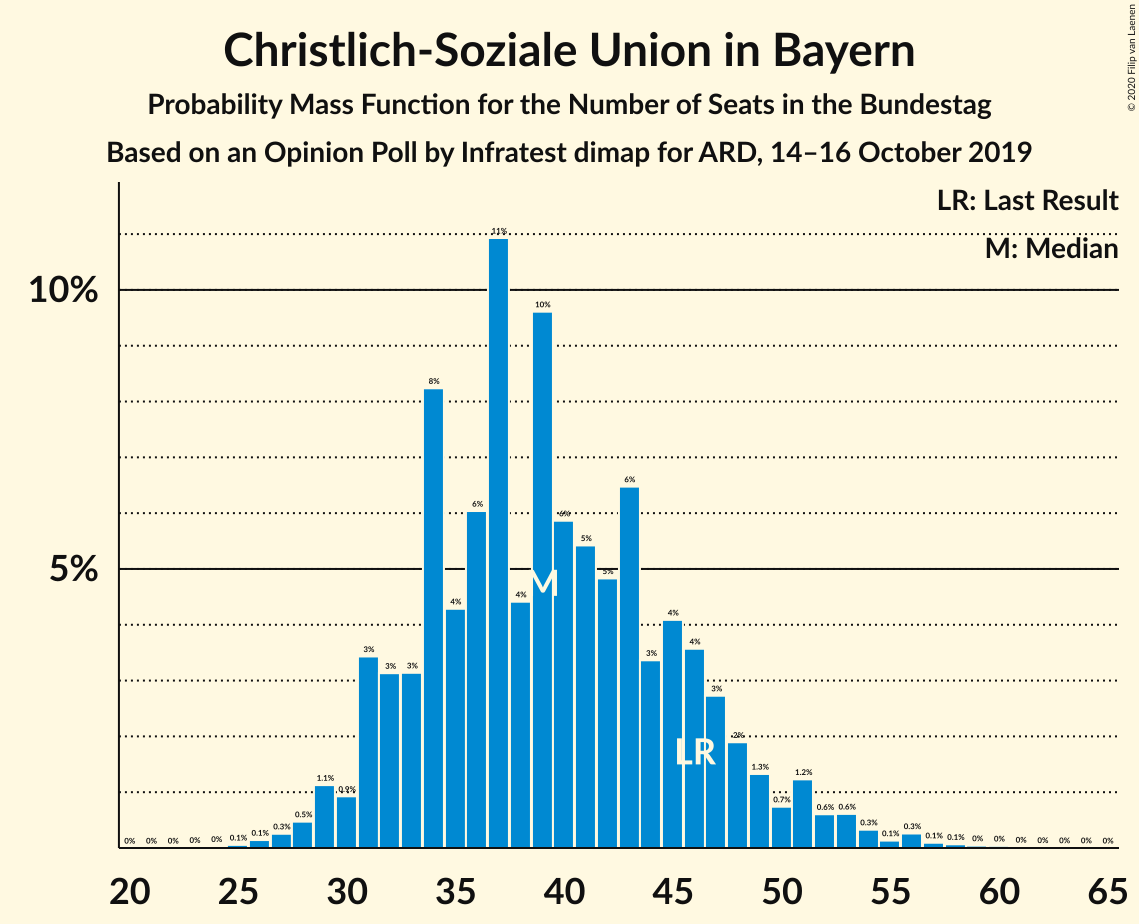 Christlich-Soziale Union in Bayern
Probability Mass Function for the Number of Seats in the Bundestag
Based on an Opinion Poll by Infratest dimap for ARD, 14–16 October 2019
© 2020 Filip van Laenen
LR: Last Result
M: Median
10%
5%
0% 0% 0% 0% 0% 0.1% 0.1% 0.3% 0.5% 1.1% 0.9% 3% 3% 3% 8% 4% 6% 11% 4% 10% 6% 5% 5% 6% 3% 4% 4% 3% 2% 1.3% 0.7% 1.2% 0.6% 0.6% 0.3% 0.1% 0.3% 0.1% 0.1% 0% 0% 0% 0% 0% 0% 0%
M
LR
20 25 30 35 40 45 50 55 60 65